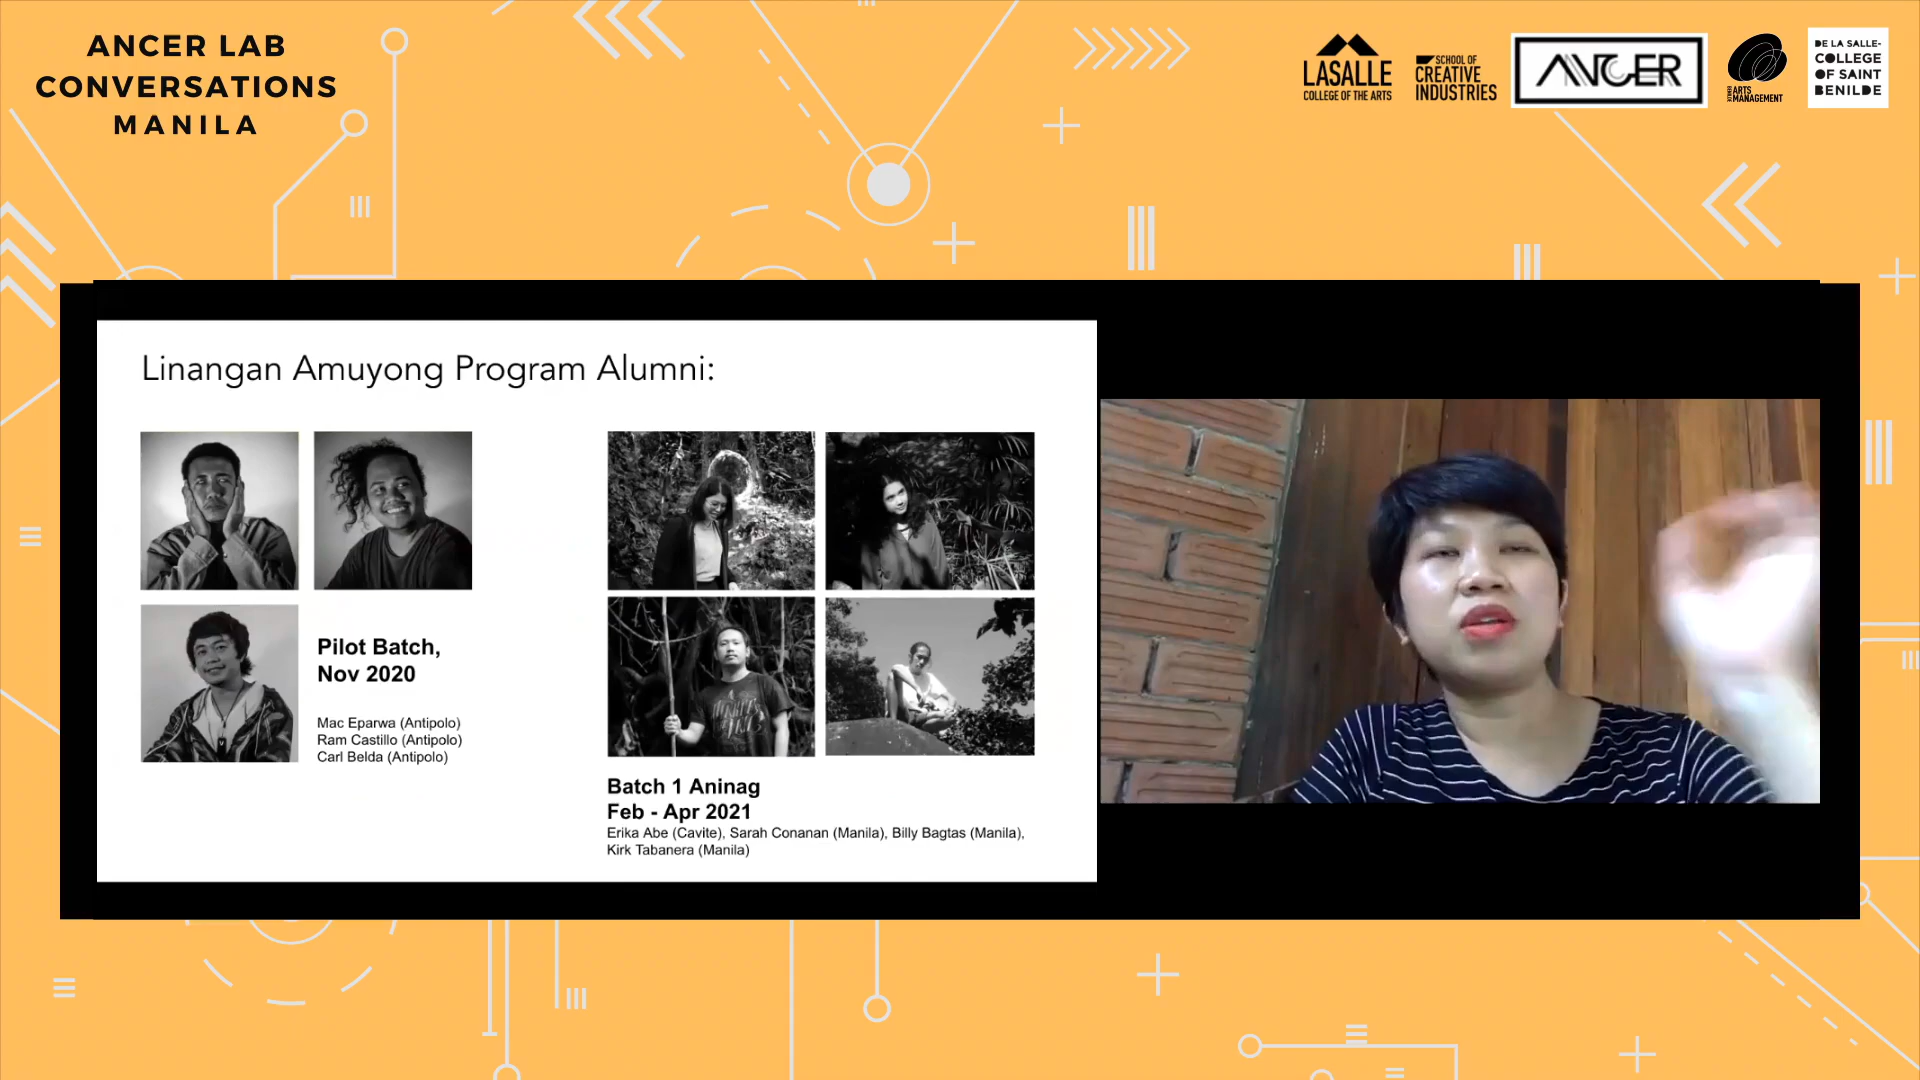 ANCER LAB
CONVERSATIONS
MANILA
LASALLE
COLLEGE OF THE ARTS
SCHOOL OF
CREATIVE
INDUSTRIES
ANCER
ARTS
MANAGEMENT
DE LA SALLE-
COLLEGE
OF SAINT
BENILDE
Linangan Amuyong Program Alumni:
Pilot Batch,
Nov 2020
Mac Eparwa (Antipolo)
Ram Castillo (Antipolo)
Carl Belda (Antipolo)
Batch 1 Aninag
Feb - Apr 2021
Erika Abe (Cavite), Sarah Conanan (Manila), Billy Bagtas (Manila),
Kirk Tabanera (Manila)